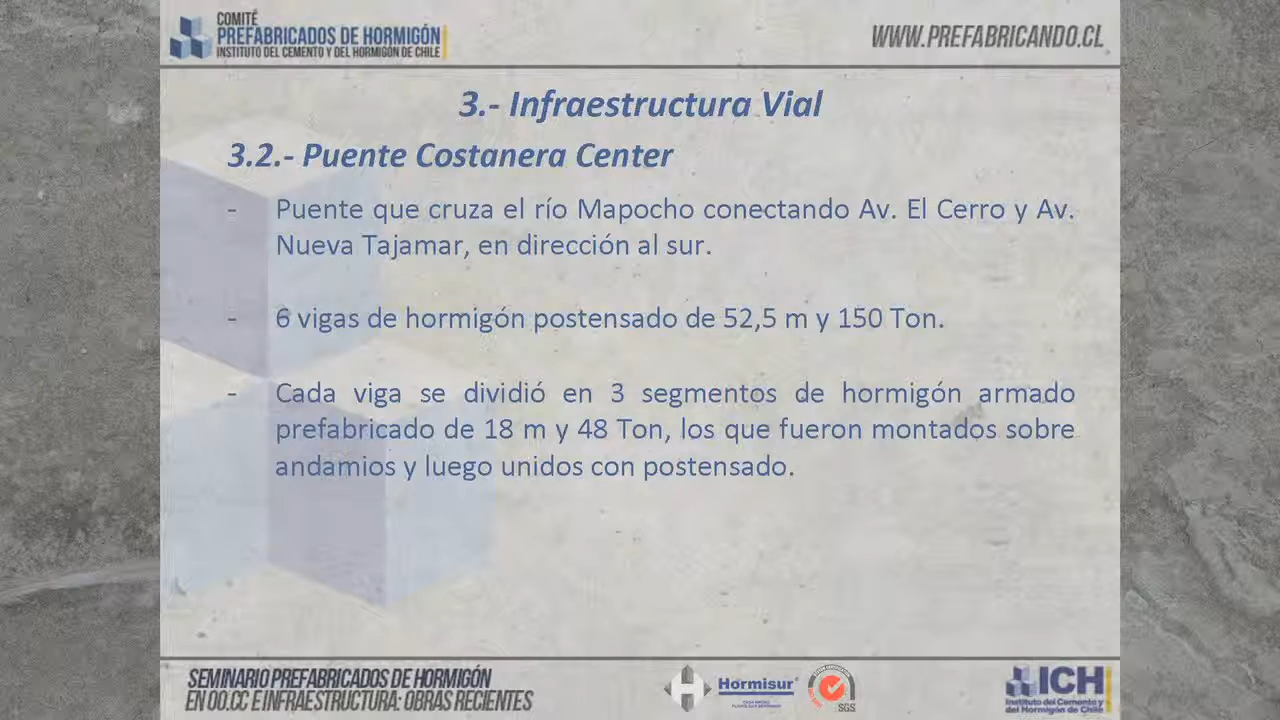 COMITÉ
PREFABRICADOS DE HORMIGÓN
INSTITUTO DEL CEMENTO Y DEL HORMIGÓN DE CHILE
WWW.PREFABRICANDO.CL
3.- Infraestructura Vial
3.2.- Puente Costanera Center
- Puente que cruza el río Mapocho conectando Av. El Cerro y Av.
Nueva Tajamar, en dirección al sur.
- 6 vigas de hormigón postensado de 52,5 m y 150 Ton.
- Cada viga se dividió en 3 segmentos de hormigón armado
prefabricado de 18 m y 48 Ton, los que fueron montados sobre
andamios y luego unidos con postensado.
SEMINARIO PREFABRICADOS DE HORMIGÓN
EN OO.CC E INFRAESTRUCTURA: OBRAS RECIENTES
Hormisur
SGS
ICH
Instituto del Cemento y
del Hormigón de Chile